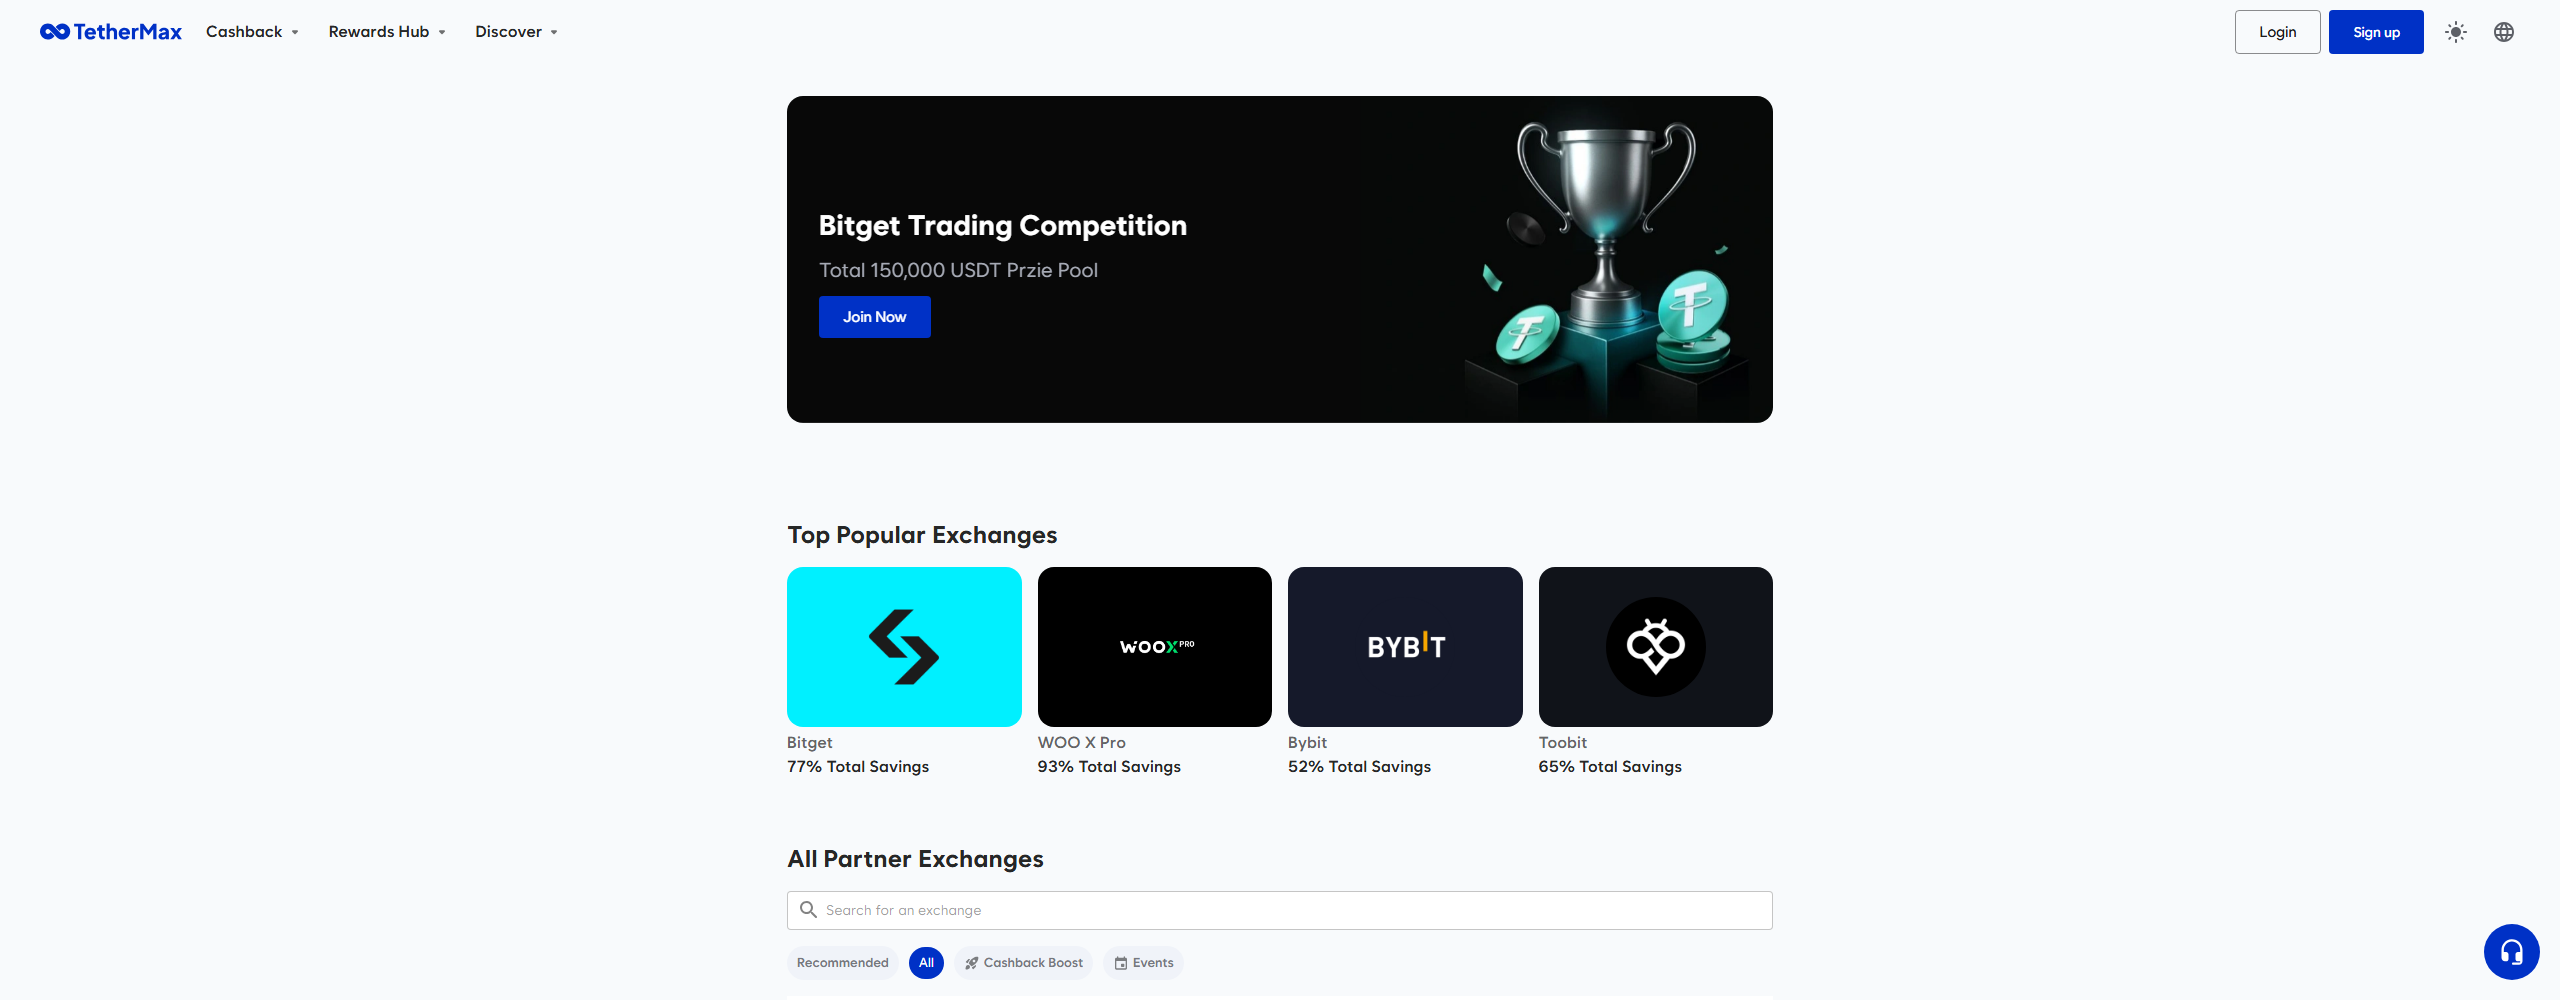 TetherMax Cashback Rewards Hub Discover Login Sign up
Bitget Trading Competition
Total 150,000 USDT Przie Pool
Join Now
Top Popular Exchanges
WOOX PRO BYBIT
Bitget WOO X Pro Bybit Toobit
77% Total Savings 93% Total Savings 52% Total Savings 65% Total Savings
All Partner Exchanges
Search for an exchange
Recommended All Cashback Boost Events